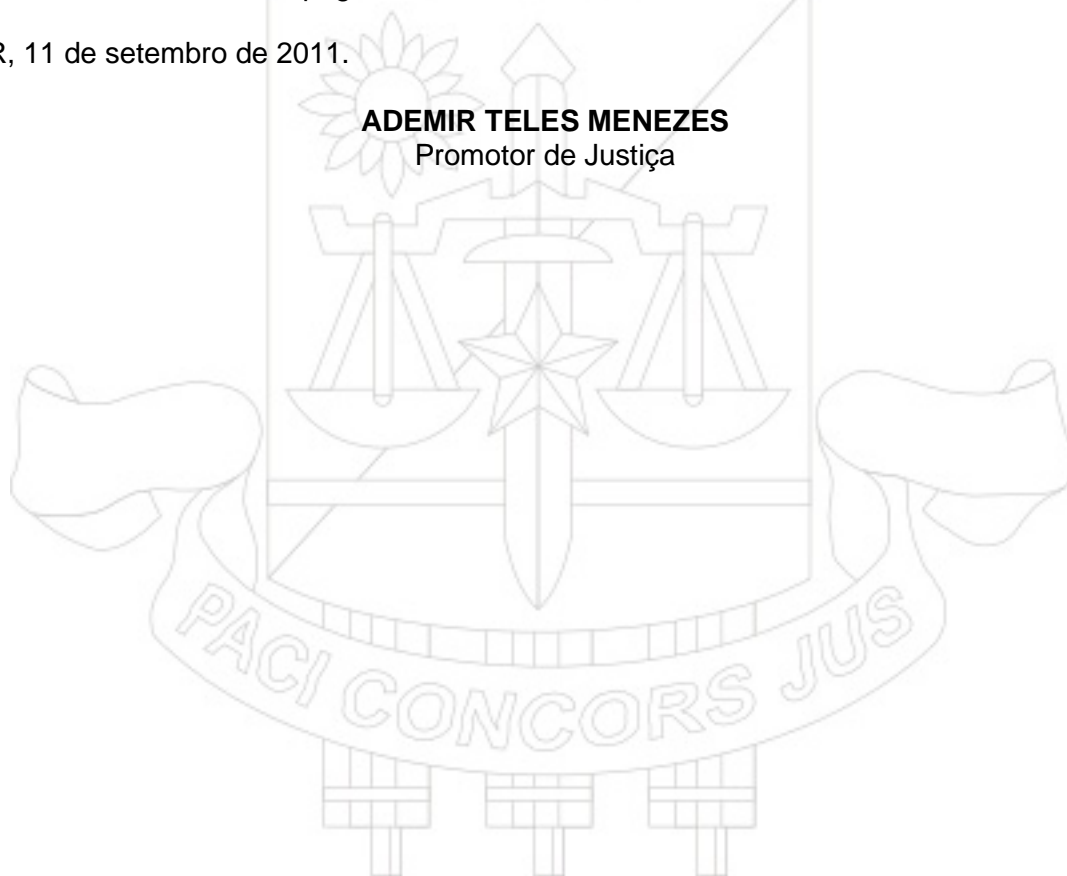 R, 11 de setembro de 2011.
ADEMIR TELES MENEZES
Promotor de Justiça
PACI CONCORS JUS